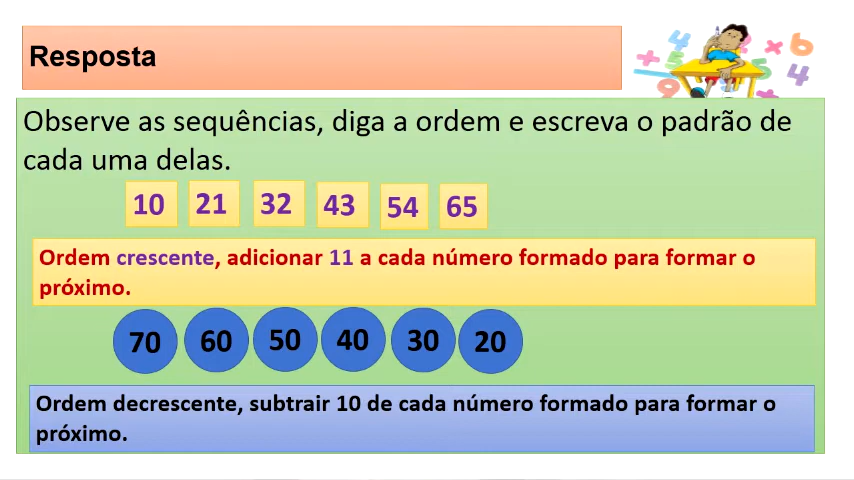 Resposta
Observe as sequências, diga a ordem e escreva o padrão de
cada uma delas.
10 21 32 43 54 65
Ordem crescente, adicionar 11 a cada número formado para formar o
próximo.
70 60 50 40 30 20
Ordem decrescente, subtrair 10 de cada número formado para formar o
próximo.